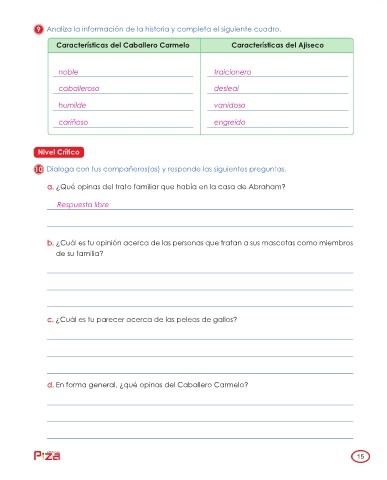 9 Analiza la información de la historia y completa el siguiente cuadro.
Características del Caballero Carmelo Características del Ajiseco
noble traicionero
caballeroso desleal
humilde vanidoso
cariñoso engreído
Nivel Crítico
10 Dialoga con tus compañeros(as) y responde las siguientes preguntas.
a. ¿Qué opinas del trato familiar que había en la casa de Abraham?
Respuesta libre
b. ¿Cuál es tu opinión acerca de las personas que tratan a sus mascotas como miembros
de su familia?
c. ¿Cuál es tu parecer acerca de las peleas de gallos?
d. En forma general, ¿qué opinas del Caballero Carmelo?
Piza
15